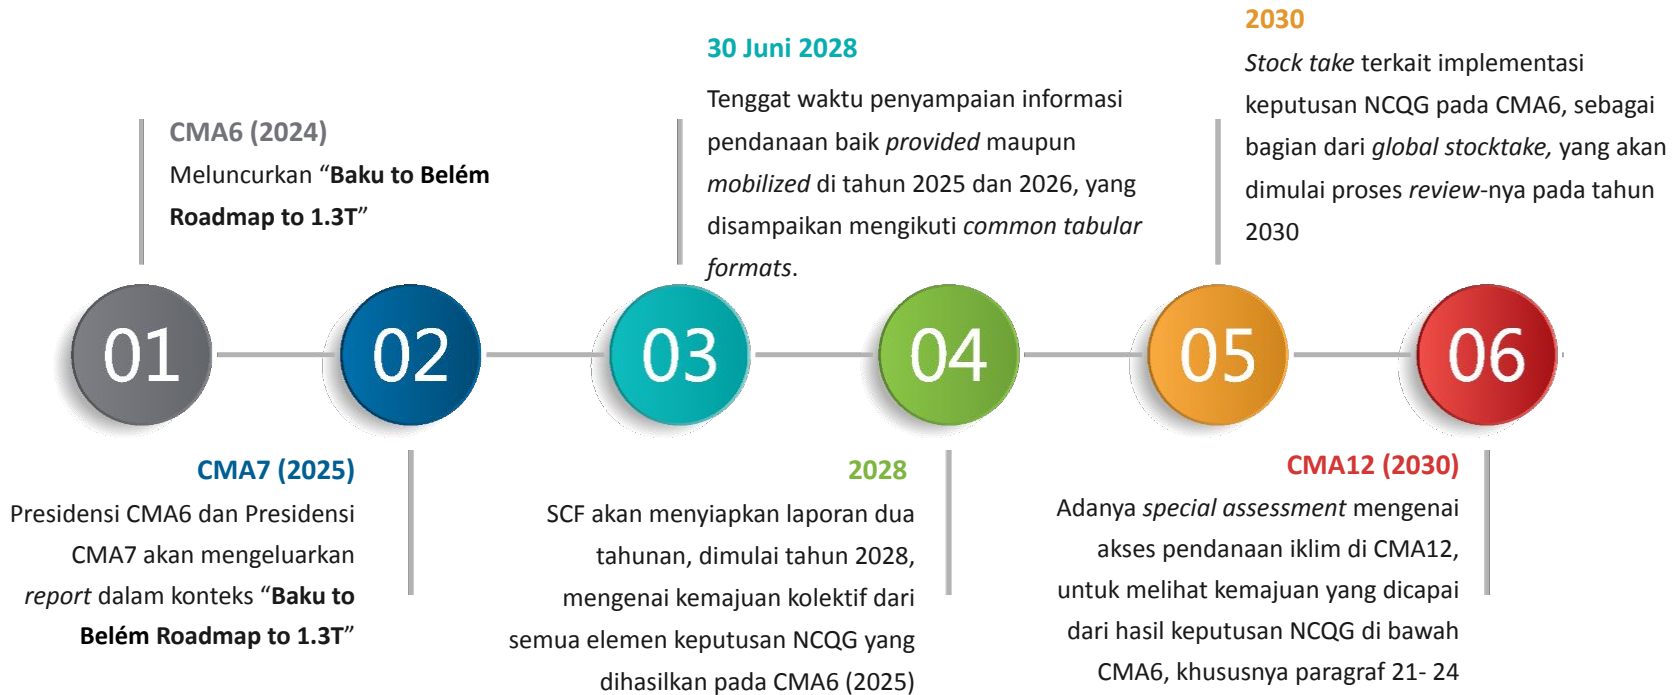 CMA6 (2024)
Meluncurkan “Baku to Belém
Roadmap to 1.3T”
30 Juni 2028
Tenggat waktu penyampaian informasi
pendanaan baik provided maupun
mobilized di tahun 2025 dan 2026, yang
disampaikan mengikuti common tabular
formats.
2030
Stock take terkait implementasi
keputusan NCQG pada CMA6, sebagai
bagian dari global stocktake, yang akan
dimulai proses review-nya pada tahun
2030
01
02
03
04
05
06
CMA7 (2025)
Presidensi CMA6 dan Presidensi
CMA7 akan mengeluarkan
report dalam konteks “Baku to
Belém Roadmap to 1.3T”
2028
SCF akan menyiapkan laporan dua
tahunan, dimulai tahun 2028,
mengenai kemajuan kolektif dari
semua elemen keputusan NCQG yang
dihasilkan pada CMA6 (2025)
CMA12 (2030)
Adanya special assessment mengenai
akses pendanaan iklim di CMA12,
untuk melihat kemajuan yang dicapai
dari hasil keputusan NCQG di bawah
CMA6, khususnya paragraf 21- 24